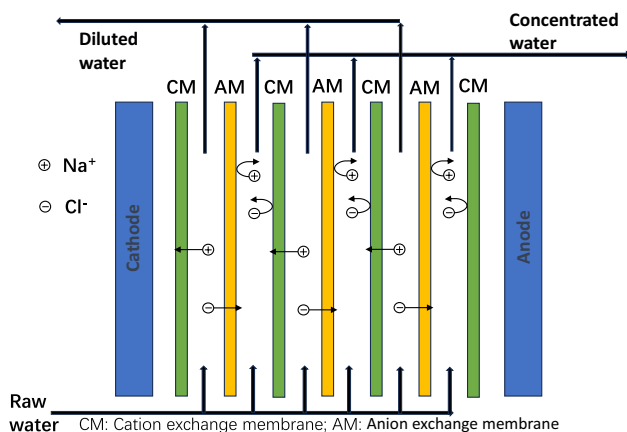 Diluted
water
Concentrated
water
CM AM CM AM CM AM CM
⊕ Na⁺
⊖ Cl⁻
Cathode
Anode
Raw
water
CM: Cation exchange membrane; AM: Anion exchange membrane